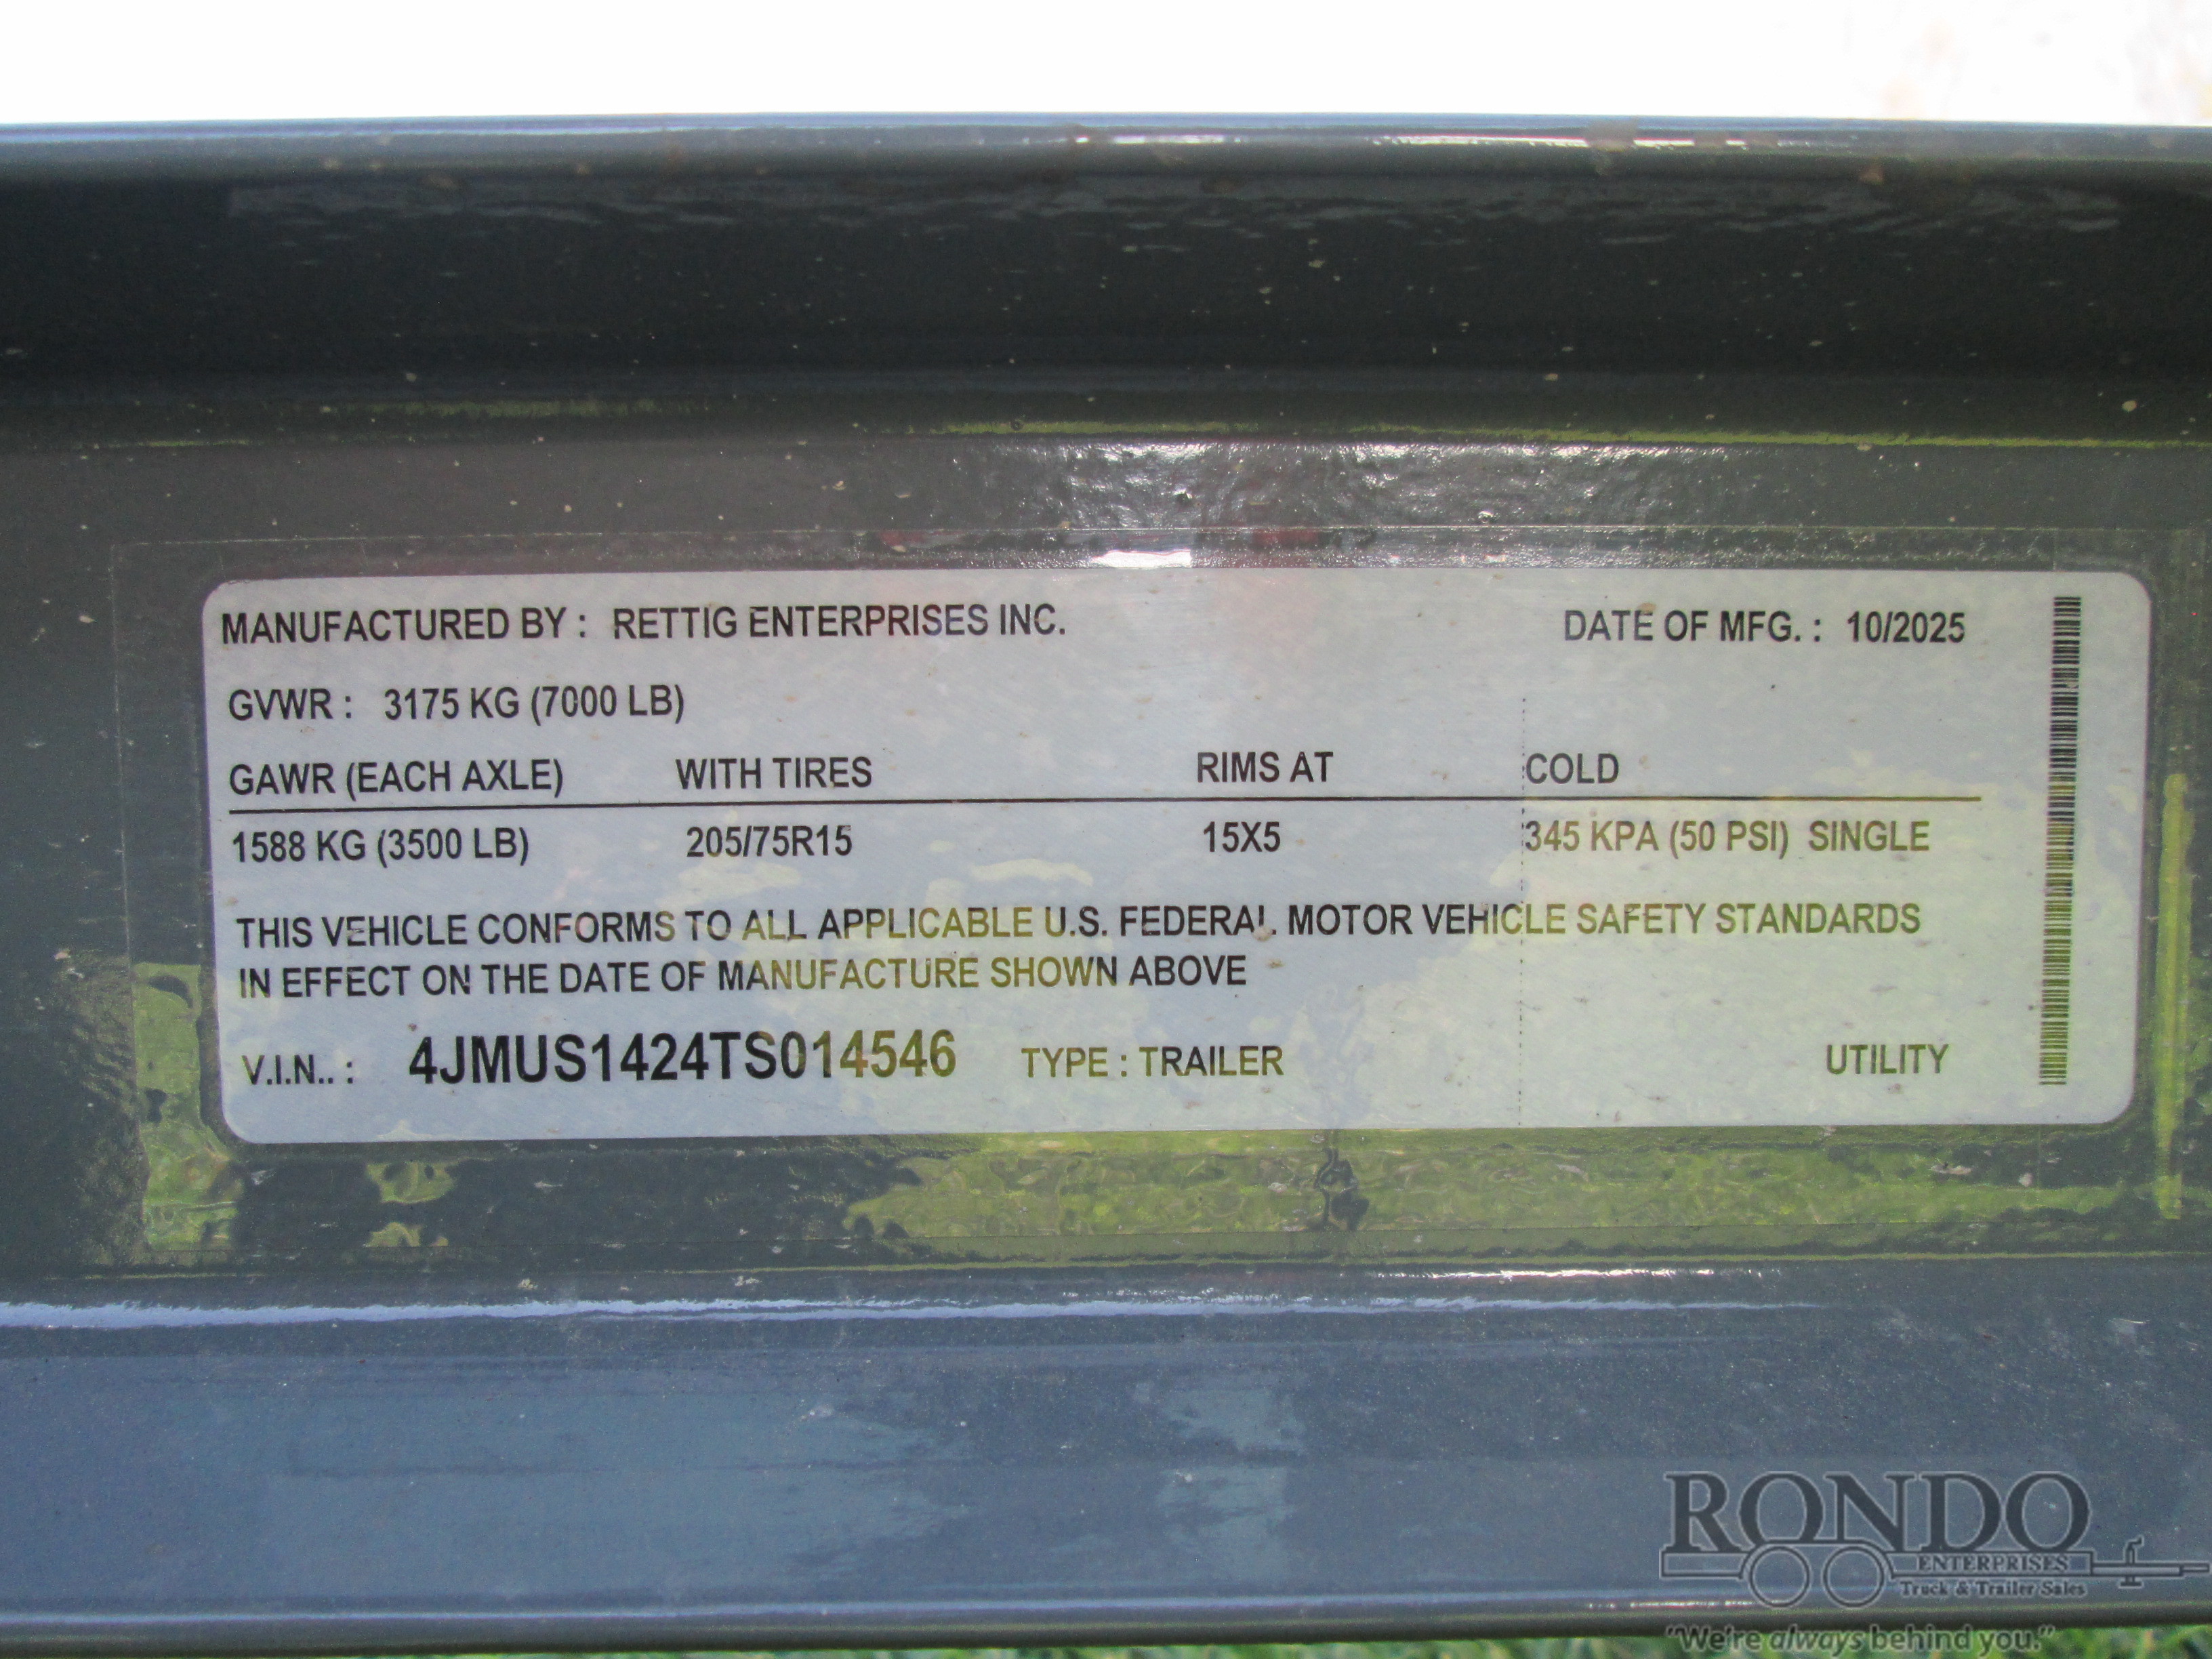 MANUFACTURED BY : RETTIG ENTERPRISES INC. DATE OF MFG. : 10/2025
GVWR : 3175 KG (7000 LB)
GAWR (EACH AXLE) WITH TIRES RIMS AT COLD
1588 KG (3500 LB) 205/75R15 15X5 345 KPA (50 PSI) SINGLE
THIS VEHICLE CONFORMS TO ALL APPLICABLE U.S. FEDERAL MOTOR VEHICLE SAFETY STANDARDS
IN EFFECT ON THE DATE OF MANUFACTURE SHOWN ABOVE
V.I.N.. : 4JMUS1424TS014546 TYPE : TRAILER UTILITY
RONDO
ENTERPRISES
Truck & Trailer Sales
"We're always behind you."